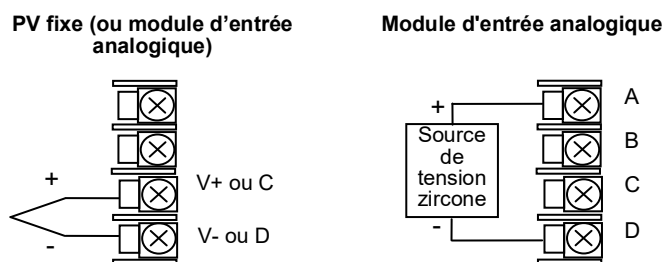 PV fixe (ou module d’entrée
analogique)
+
V+ ou C
-
V- ou D
Module d'entrée analogique
+
A
Source
de
tension
zircone
B
C
-
D